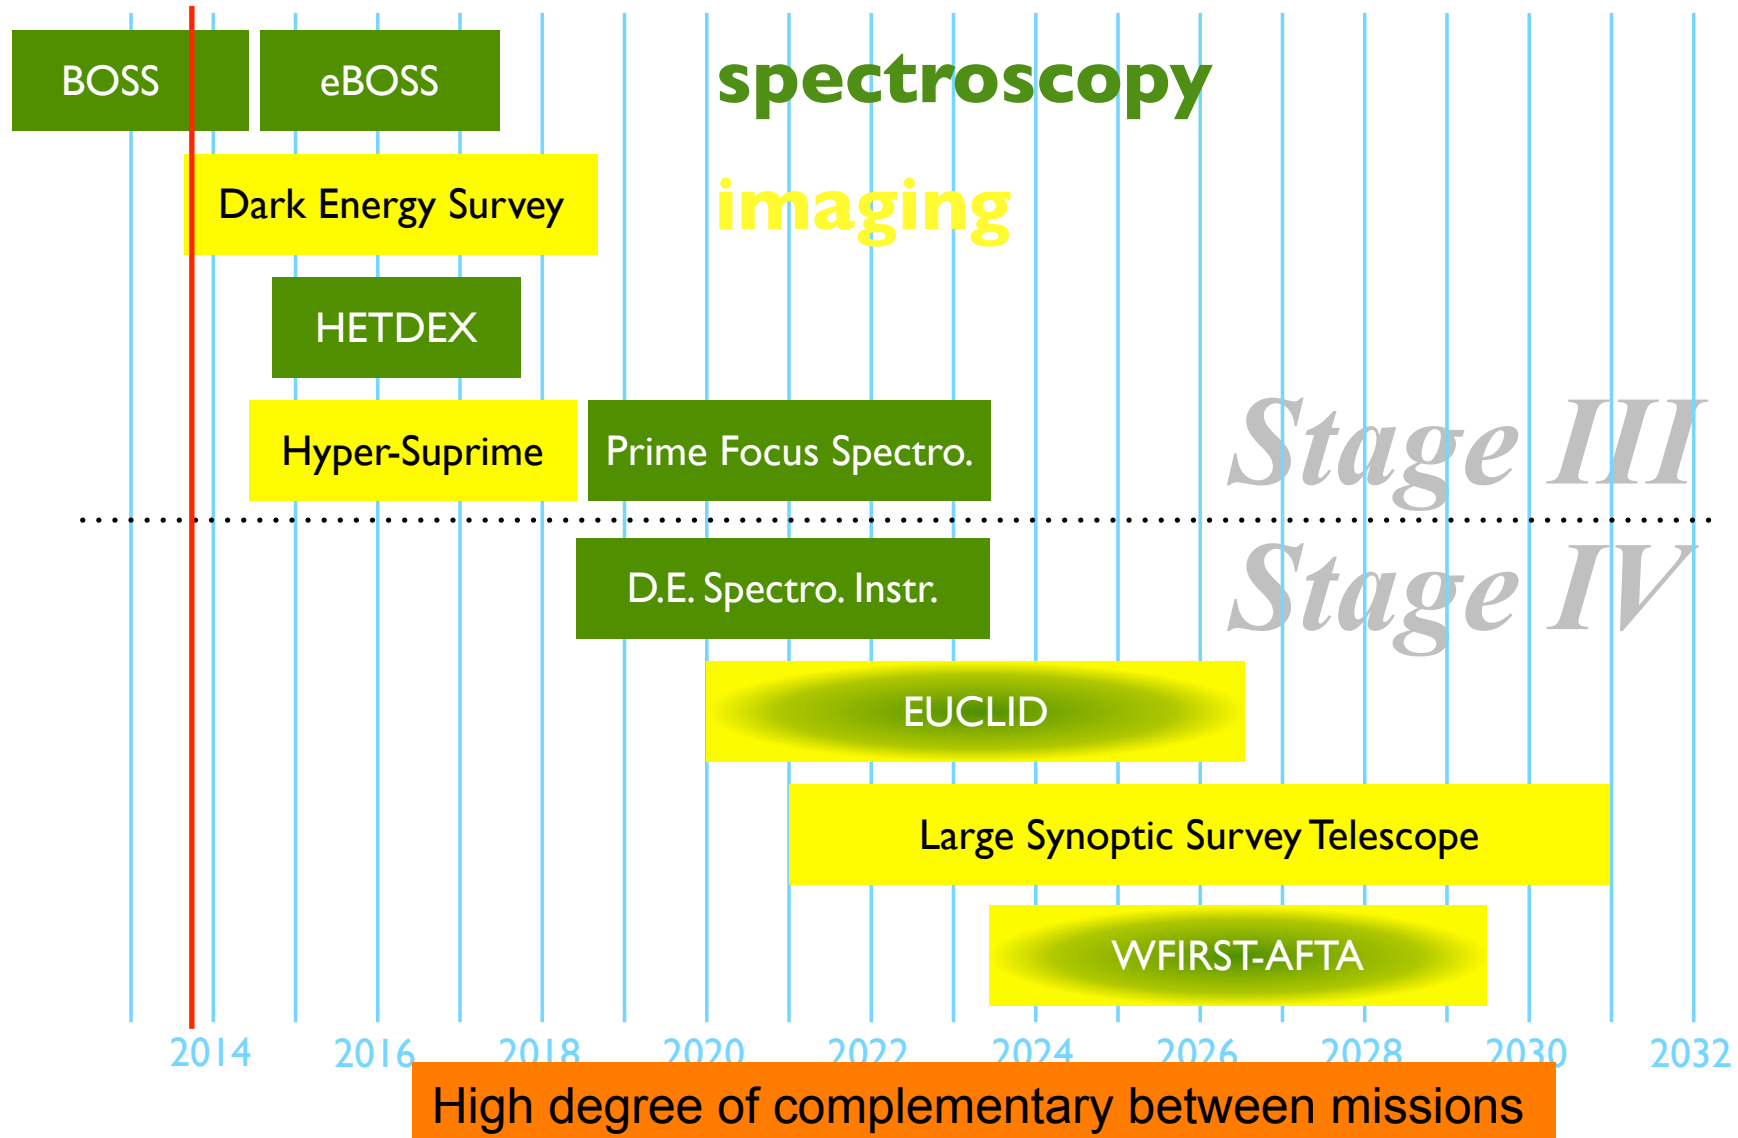 BOSS
eBOSS
spectroscopy
Dark Energy Survey
imaging
HETDEX
Hyper-Suprime
Prime Focus Spectro.
Stage III
D.E. Spectro. Instr.
Stage IV
EUCLID
Large Synoptic Survey Telescope
WFIRST-AFTA
2014 2016 2018 2020 2022 2024 2026 2028 2030 2032
High degree of complementary between missions